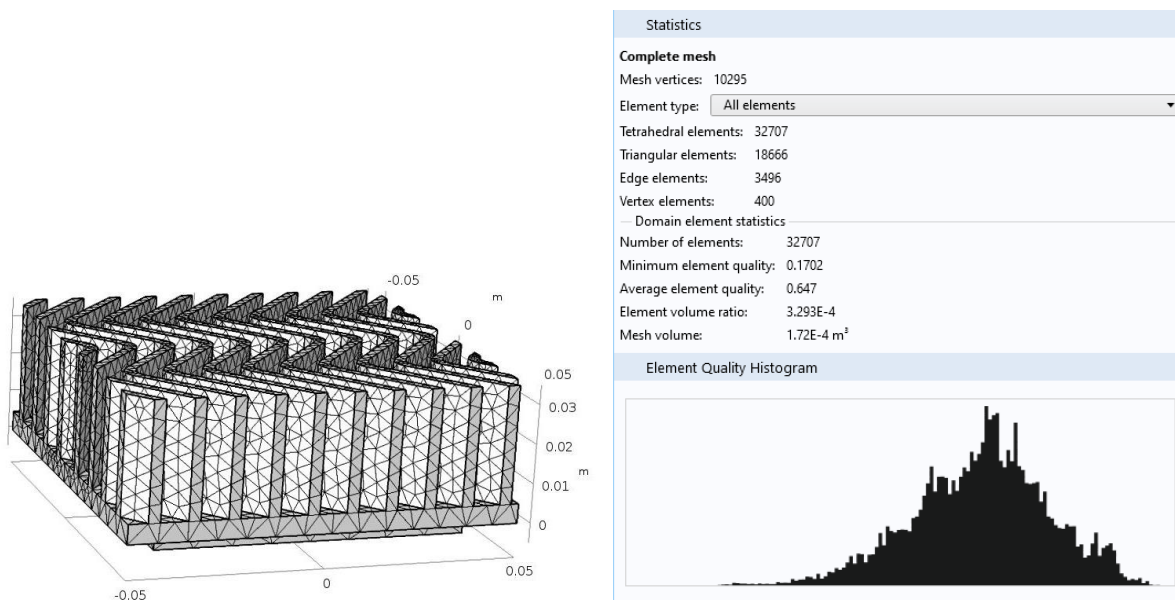 -0.05
m
0
0.05
0.03
0.02
m
0.01
0
0.05
0
-0.05
Statistics
Complete mesh
Mesh vertices: 10295
Element type: All elements
Tetrahedral elements: 32707
Triangular elements: 18666
Edge elements: 3496
Vertex elements: 400
Domain element statistics
Number of elements: 32707
Minimum element quality: 0.1702
Average element quality: 0.647
Element volume ratio: 3.293E-4
Mesh volume: 1.72E-4 m³
Element Quality Histogram